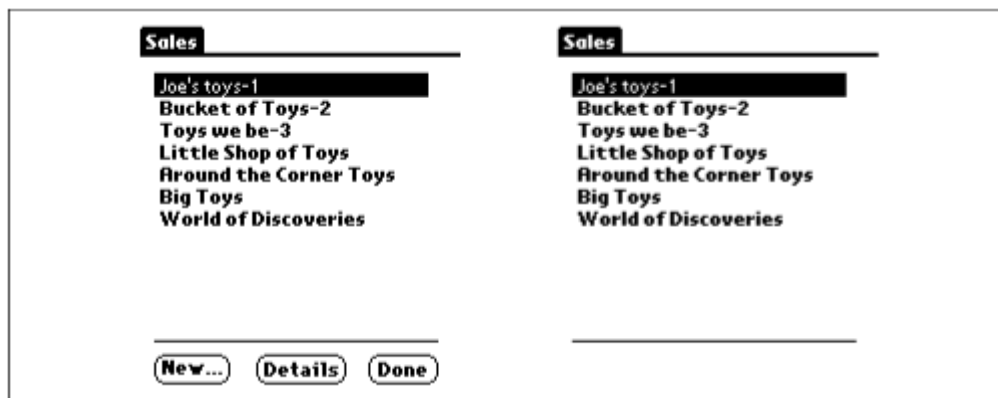 Sales
Joe's toys-1
Bucket of Toys-2
Toys we be-3
Little Shop of Toys
Around the Corner Toys
Big Toys
World of Discoveries
New... Details Done
Sales
Joe's toys-1
Bucket of Toys-2
Toys we be-3
Little Shop of Toys
Around the Corner Toys
Big Toys
World of Discoveries